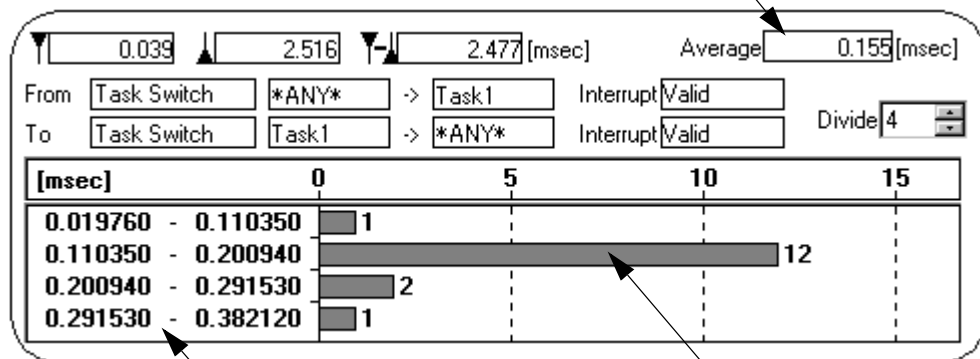 0.039 2.516 2.477 [msec] Average 0.155 [msec]
From Task Switch *ANY* -> Task1 Interrupt Valid
To Task Switch Task1 -> *ANY* Interrupt Valid Divide 4
[msec] 0 5 10 15
0.019760 - 0.110350 1
0.110350 - 0.200940 12
0.200940 - 0.291530 2
0.291530 - 0.382120 1